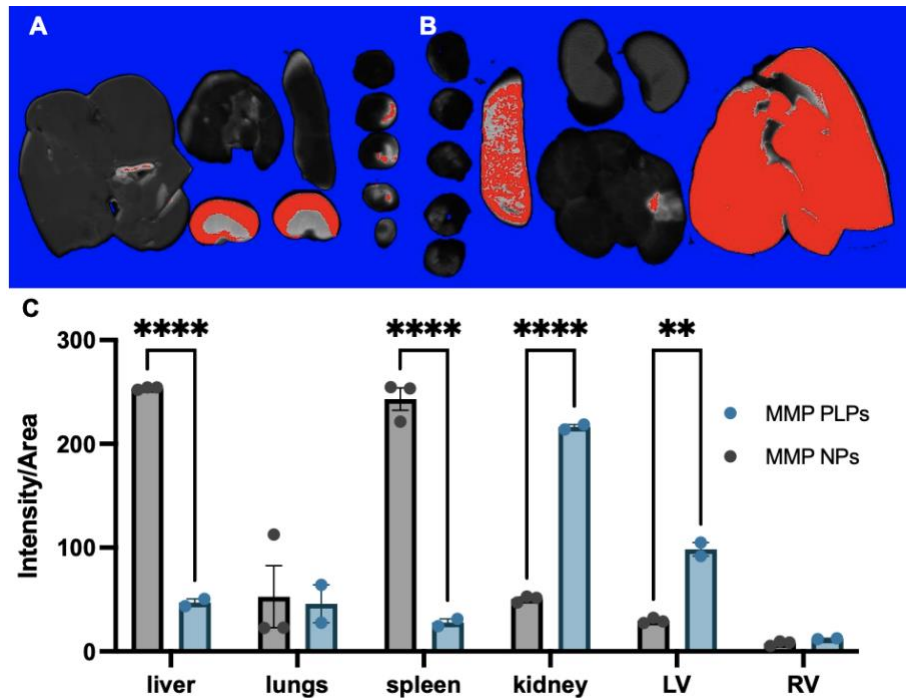 A
B
C
**** **** **** **
300
200
100
0
Intensity/Area
MMP PLPs
MMP NPs
liver lungs spleen kidney LV RV